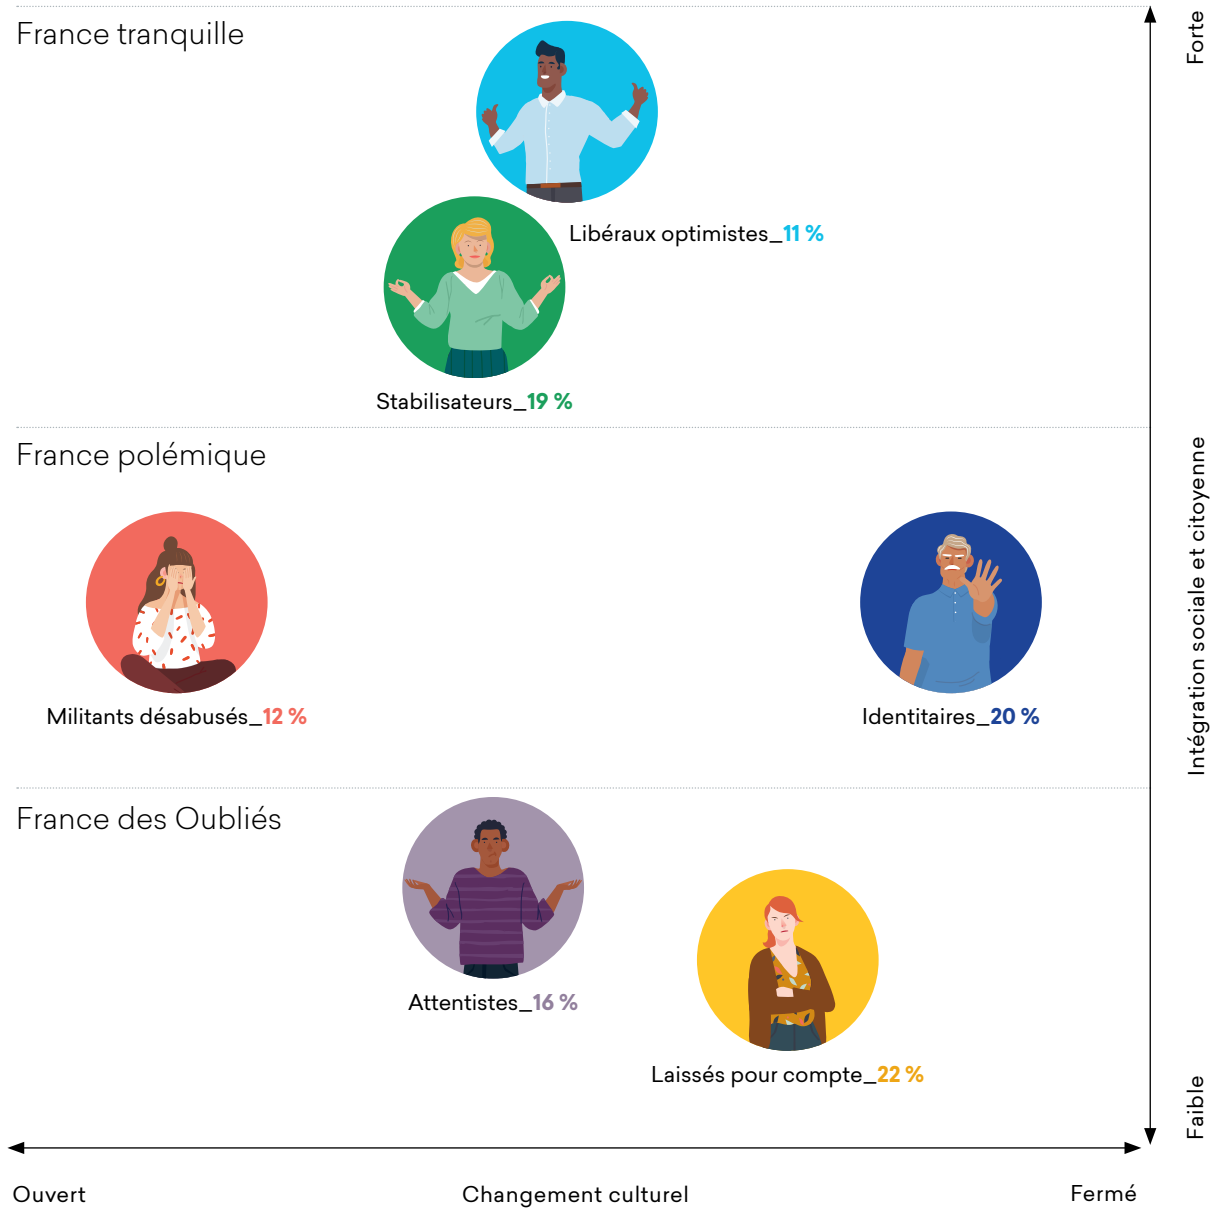 France tranquille
Forte
Libéraux optimistes_11 %
Stabilisateurs_19 %
France polémique
Intégration sociale et citoyenne
Militants désabusés_12 %
Identitaires_20 %
France des Oubliés
Attentistes_16 %
Laissés pour compte_22 %
Faible
Ouvert
Changement culturel
Fermé